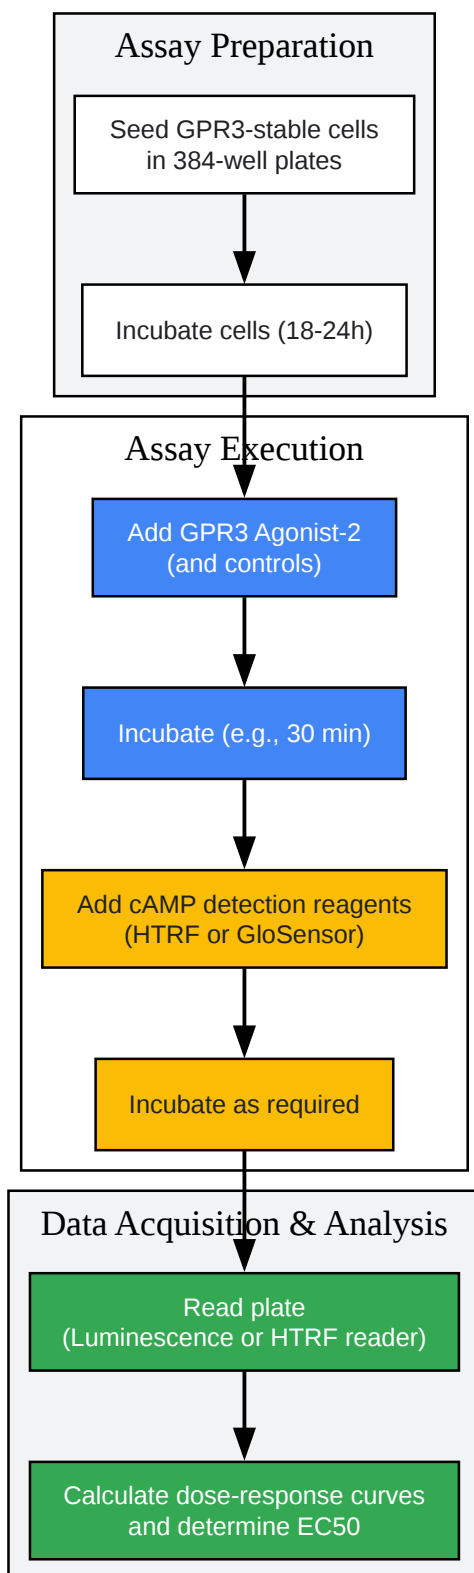 Assay Preparation
Seed GPR3-stable cells
in 384-well plates
Incubate cells (18-24h)
Assay Execution
Add GPR3 Agonist-2
(and controls)
Incubate (e.g., 30 min)
Add cAMP detection reagents
(HTRF or GloSensor)
Incubate as required
Data Acquisition & Analysis
Read plate
(Luminescence or HTRF reader)
Calculate dose-response curves
and determine EC50